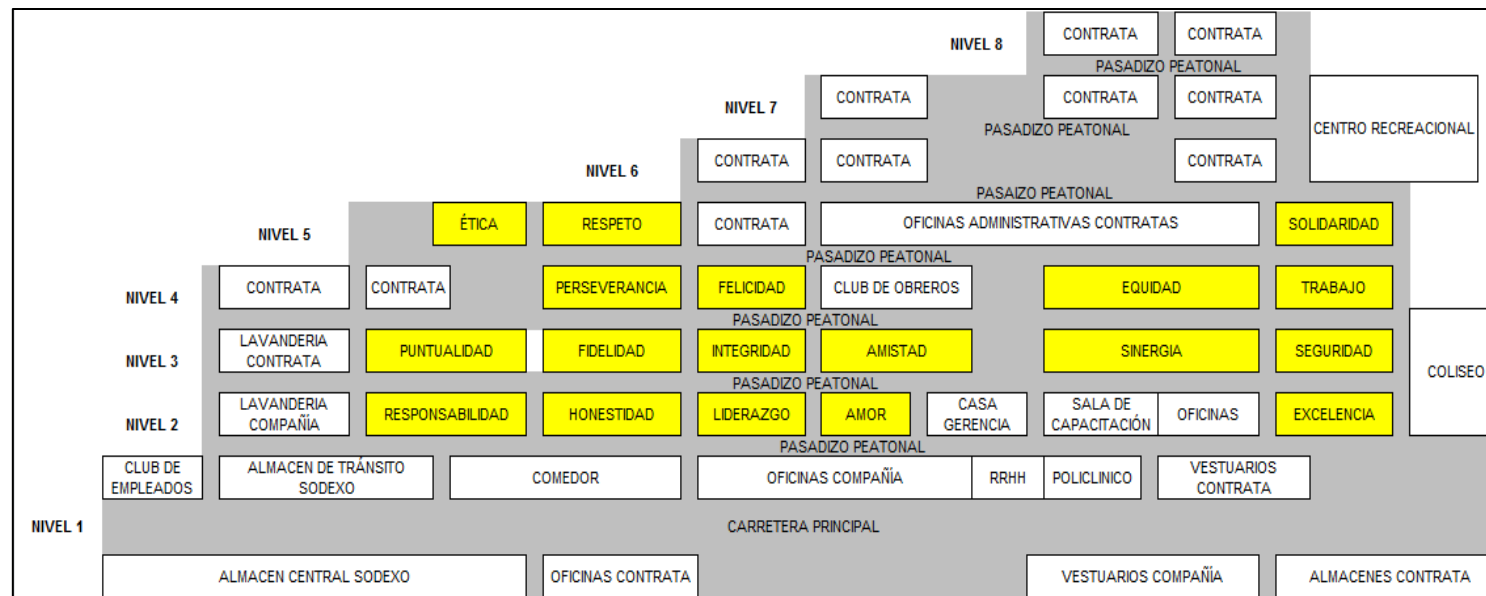 NIVEL 8
CONTRATA
CONTRATA
PASADIZO PEATONAL
NIVEL 7
CONTRATA
CONTRATA
CONTRATA
CENTRO RECREACIONAL
PASADIZO PEATONAL
NIVEL 6
CONTRATA
CONTRATA
CONTRATA
PASAIZO PEATONAL
NIVEL 5
ÉTICA
RESPETO
CONTRATA
OFICINAS ADMINISTRATIVAS CONTRATAS
SOLIDARIDAD
PASADIZO PEATONAL
NIVEL 4
CONTRATA
CONTRATA
PERSEVERANCIA
FELICIDAD
CLUB DE OBREROS
EQUIDAD
TRABAJO
PASADIZO PEATONAL
NIVEL 3
LAVANDERIA
CONTRATA
PUNTUALIDAD
FIDELIDAD
INTEGRIDAD
AMISTAD
SINERGIA
SEGURIDAD
COLISEO
PASADIZO PEATONAL
NIVEL 2
LAVANDERIA
COMPAÑÍA
RESPONSABILIDAD
HONESTIDAD
LIDERAZGO
AMOR
CASA
GERENCIA
SALA DE
CAPACITACIÓN
OFICINAS
EXCELENCIA
PASADIZO PEATONAL
CLUB DE
EMPLEADOS
ALMACEN DE TRÁNSITO
SODEXO
COMEDOR
OFICINAS COMPAÑÍA
RRHH
POLICLINICO
VESTUARIOS
CONTRATA
NIVEL 1
CARRETERA PRINCIPAL
ALMACEN CENTRAL SODEXO
OFICINAS CONTRATA
VESTUARIOS COMPAÑÍA
ALMACENES CONTRATA